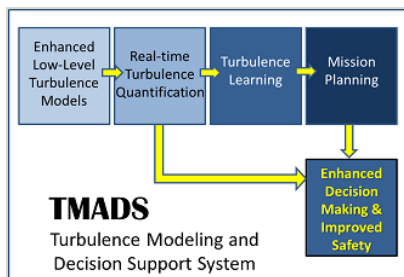 Enhanced
Low-Level
Turbulence
Models
Real-time
Turbulence
Quantification
Turbulence
Learning
Mission
Planning
Enhanced
Decision
Making &
Improved
Safety
TMADS
Turbulence Modeling and
Decision Support System